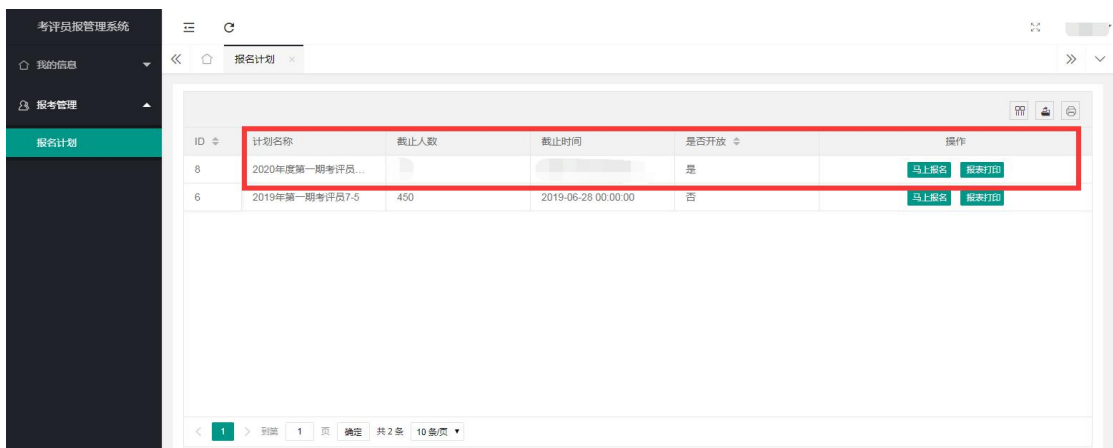 考评员报管理系统
我的信息
报考管理
报名计划
报名计划
ID 计划名称 截止人数 截止时间 是否开放 操作
8 2020年度第一期考评员... 是 马上报名 报表打印
6 2019年第一期考评员7-5 450 2019-06-28 00:00:00 否 马上报名 报表打印
1 到第 1 页 确定 共2条 10条/页